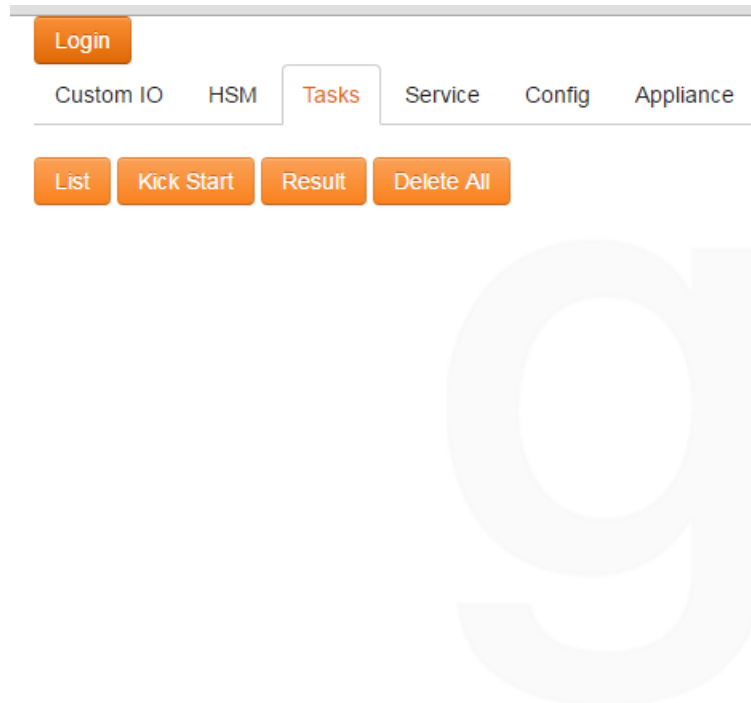 Login
Custom IO HSM Tasks Service Config Appliance
List Kick Start Result Delete All
g